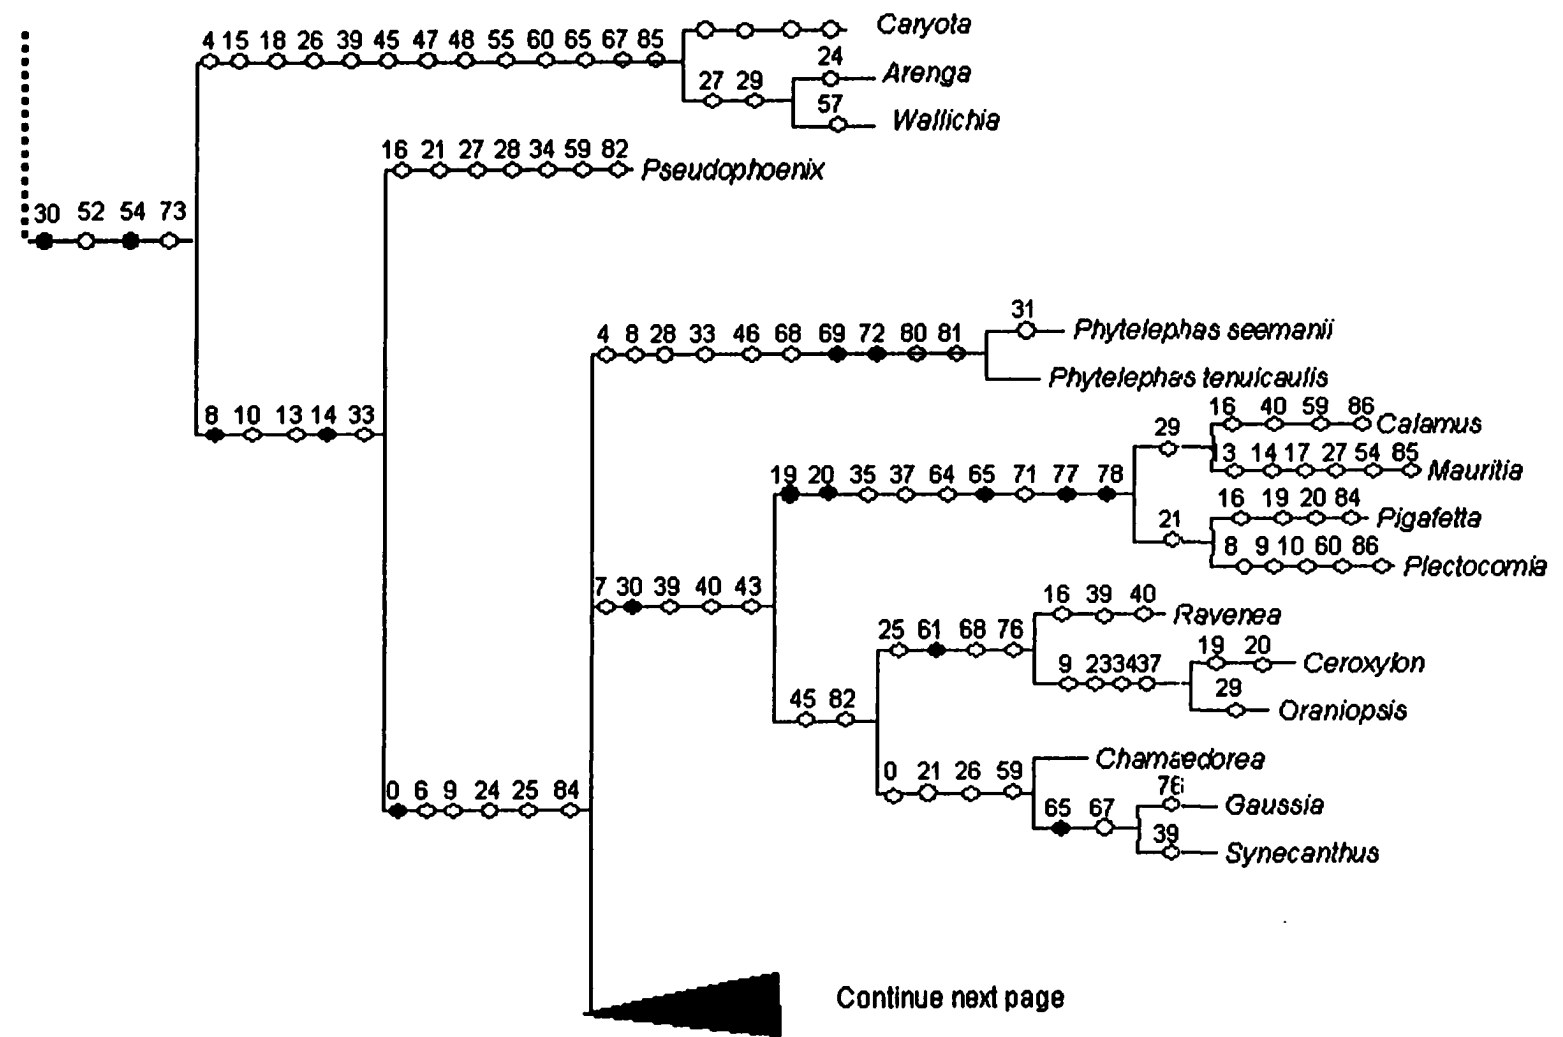 Caryota
4 15 18 26 39 45 47 48 55 60 65 67 85
24
Arenga
27 29
57
Wallichia
16 21 27 28 34 59 82
Pseudophoenix
30 52 54 73
31
Phytelephas seemanii
4 8 28 33 46 68 69 72 80 81
Phytelephas tenuicaulis
16 40 59 86
Calamus
8 10 13 14 33
29
13 14 17 27 54 85
Mauritia
19 20 35 37 64 65 71 77 78
16 19 20 84
Pigafetta
21
8 9 10 60 86
Plectocomia
7 30 39 40 43
16 39 40
Ravenea
25 61 68 76
19 20
Ceroxylon
9 23 34 37
29
Oraniopsis
45 82
Chamaedorea
0 21 26 59
76
Gaussia
0 6 9 24 25 84
65 67
39
Synecanthus
Continue next page